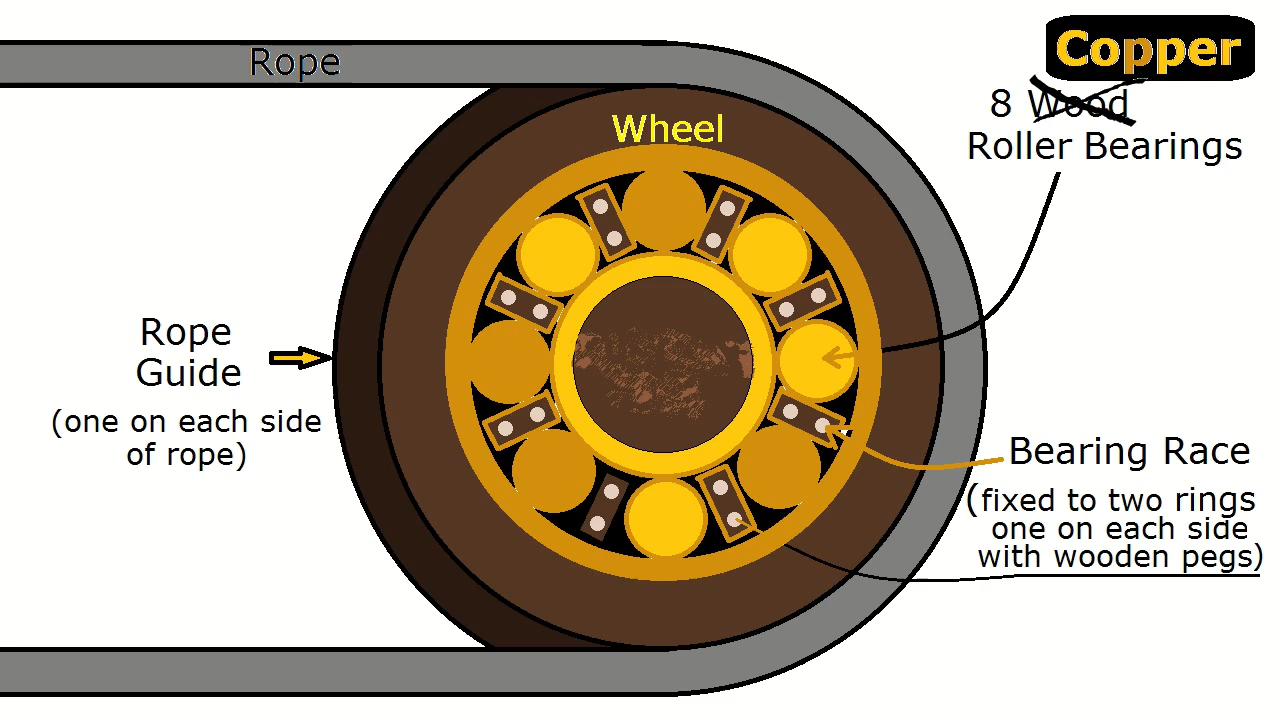 Rope
Copper
8 Wood
Roller Bearings
Wheel
Rope
Guide
(one on each side
of rope)
Bearing Race
(fixed to two rings
one on each side
with wooden pegs)